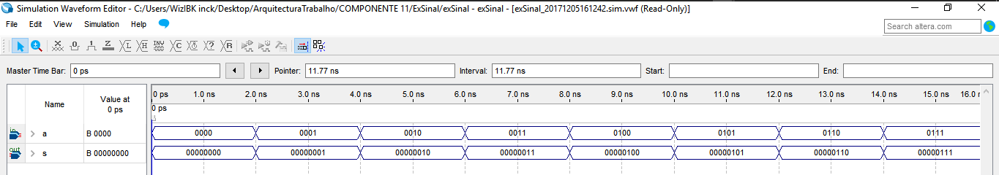 Simulation Waveform Editor - C:/Users/WizIBK inck/Desktop/ArquitecturaTrabalho/COMPONENTE 11/ExSinal/exSinal - exSinal - [exSinal_20171205161242.sim.vwf (Read-Only)]
File Edit View Simulation Help
Search altera.com
Master Time Bar: 0 ps Pointer: 11.77 ns Interval: 11.77 ns Start: End:
Name Value at 0 ps
0 ps 1.0 ns 2.0 ns 3.0 ns 4.0 ns 5.0 ns 6.0 ns 7.0 ns 8.0 ns 9.0 ns 10.0 ns 11.0 ns 12.0 ns 13.0 ns 14.0 ns 15.0 ns 16.0 n
0 ps
in a B 0000 0000 0001 0010 0011 0100 0101 0110 0111
out s B 00000000 00000000 00000001 00000010 00000011 00000100 00000101 00000110 00000111